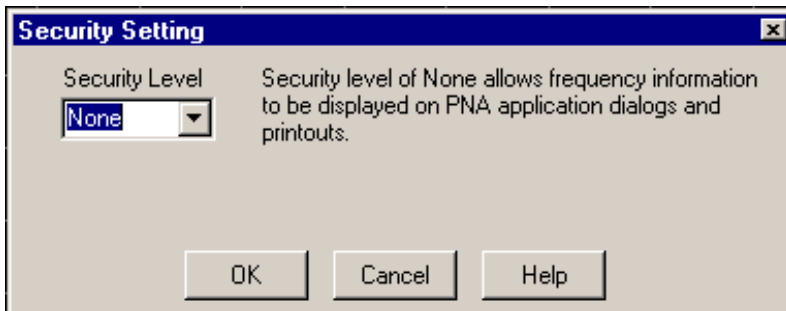 Security Setting
Security Level
None
Security level of None allows frequency information
to be displayed on PNA application dialogs and
printouts.
OK
Cancel
Help